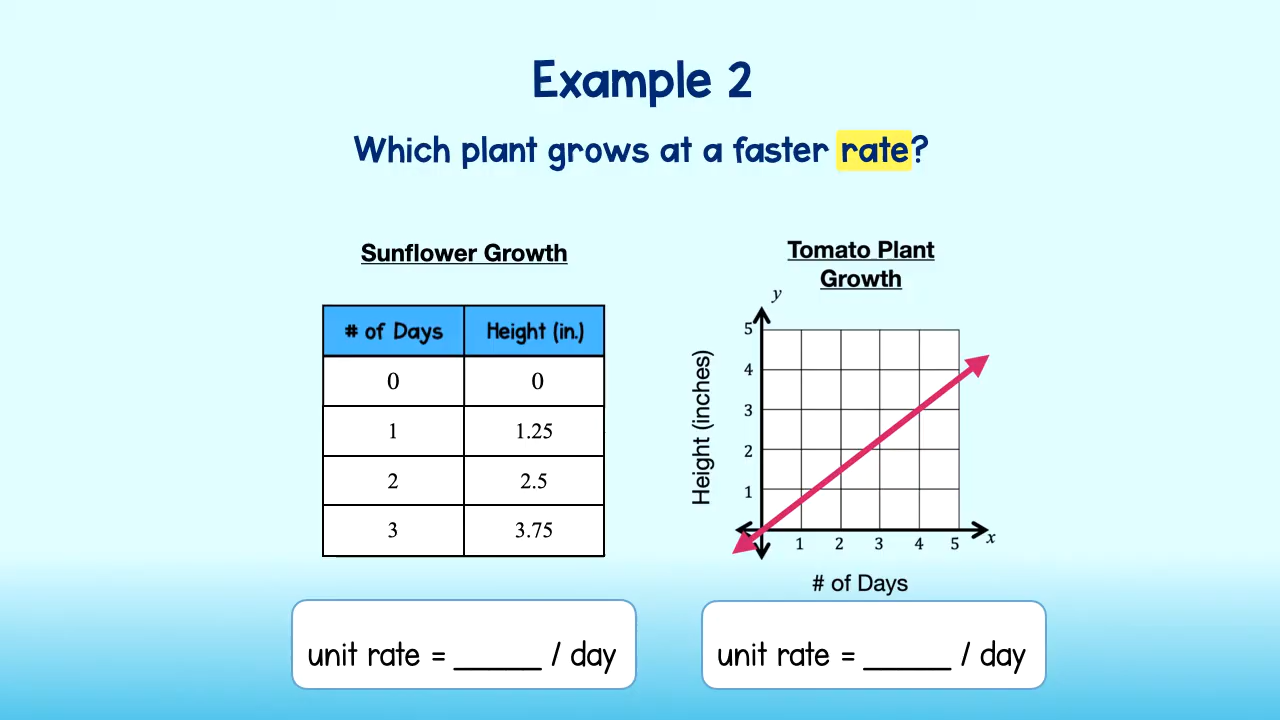 Example 2
Which plant grows at a faster rate?
Sunflower Growth
# of Days Height (in.)
0 0
1 1.25
2 2.5
3 3.75
unit rate = ______ / day
Tomato Plant
Growth
y
5
4
3
2
1
Height (inches)
1 2 3 4 5 x
# of Days
unit rate = ______ / day